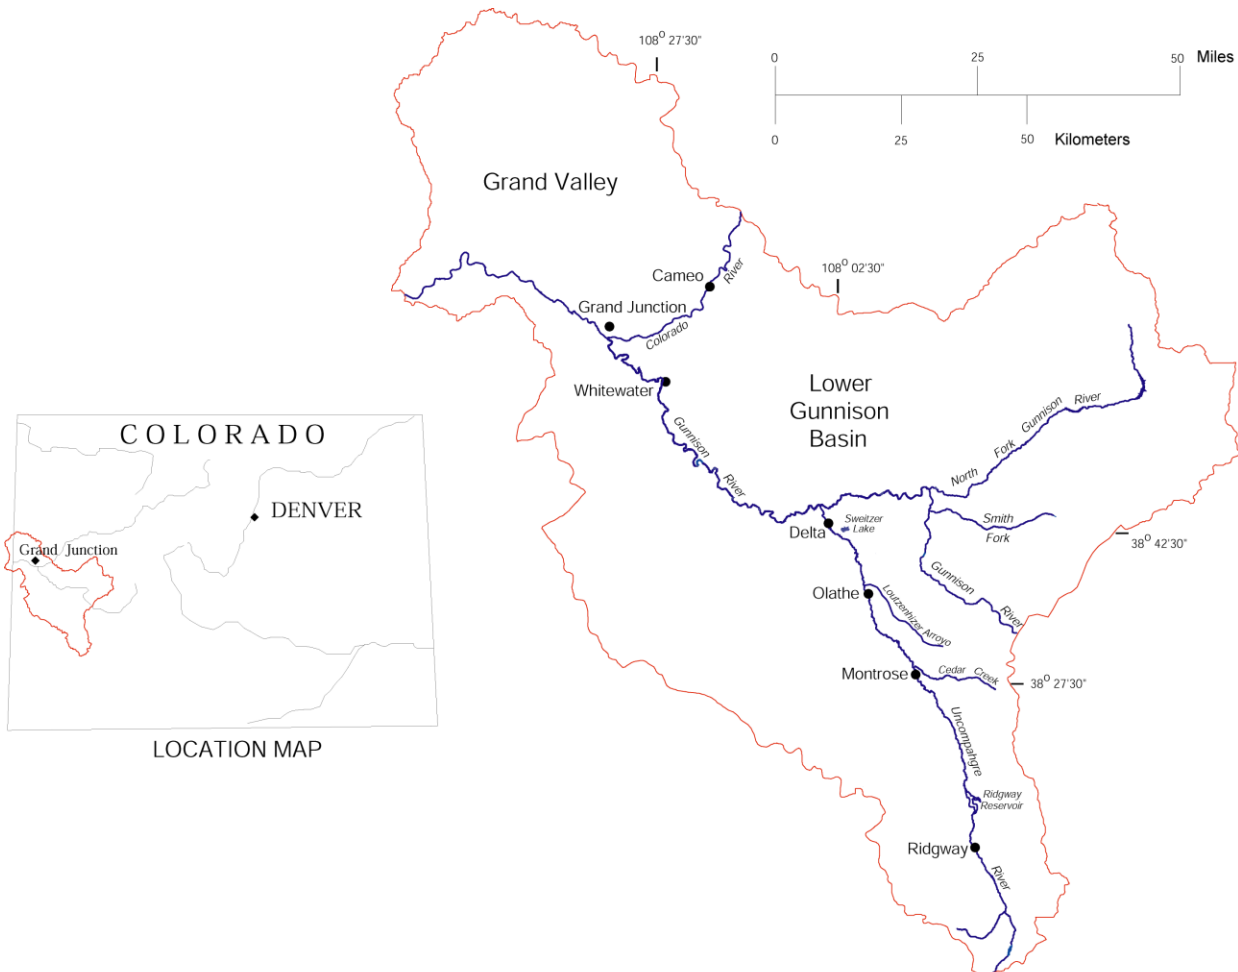 108° 27'30"
0 25 50 Miles
0 25 50 Kilometers
Grand Valley
Cameo
River
108° 02'30"
Grand Junction
Colorado
Whitewater
Lower
Gunnison
Basin
Gunnison
River
North Fork Gunnison River
COLORADO
DENVER
Grand Junction
LOCATION MAP
Delta
Sweitzer
Lake
Smith
Fork
38° 42'30"
Olathe
Loutzenhizer Arroyo
Gunnison
River
Montrose
Cedar Creek
38° 27'30"
Uncompahgre
Ridgway
Reservoir
Ridgway
River